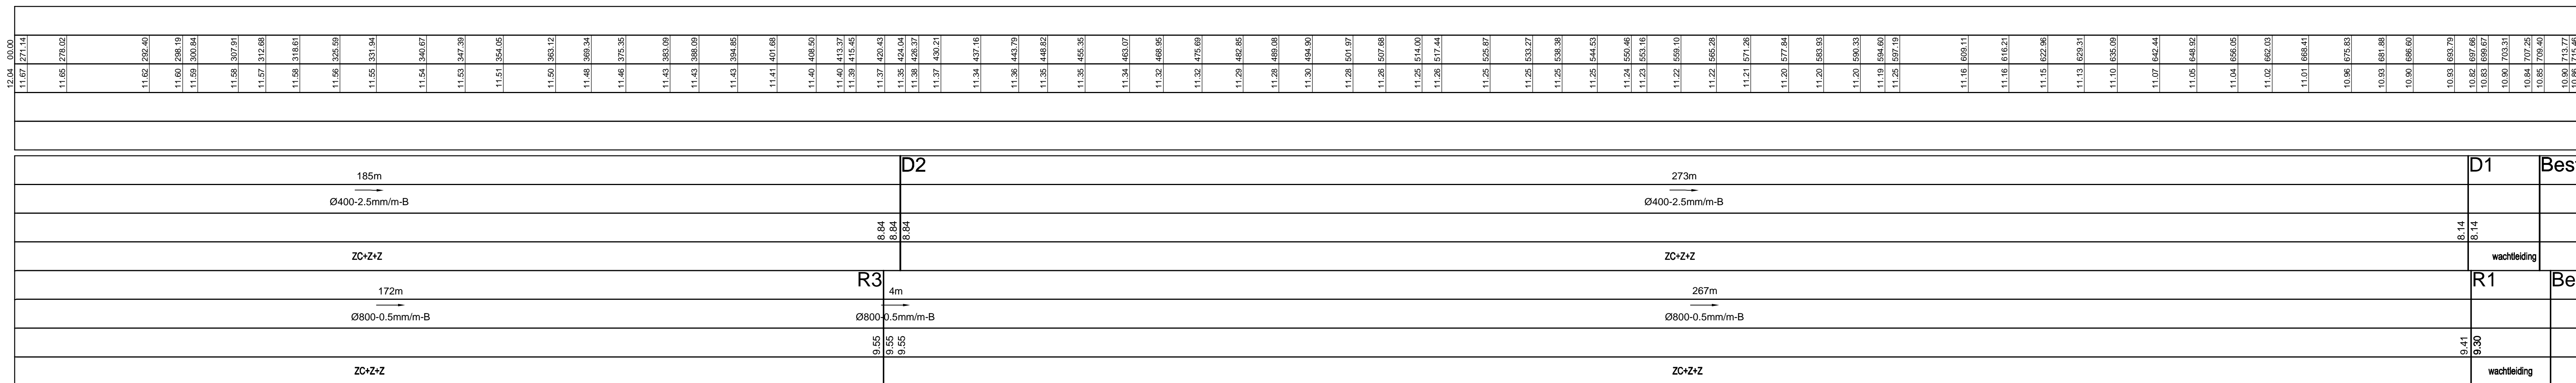 00.00 271.14 278.02 292.40 298.19 300.84 307.91 312.68 318.61 325.59 331.94 340.67 347.39 354.05 363.12 369.34 375.35 383.09 388.09 394.85 401.68 408.50 413.37 415.45 420.43 424.04 426.37 430.21 437.16 443.79 448.82 455.35 463.07 468.95 475.69 482.85 489.08 494.90 501.97 507.68 514.00 517.44 525.87 533.27 538.38 544.53 550.46 553.16 559.10 565.28 571.26 577.84 583.93 590.33 594.60 597.19 609.11 616.21 622.96 629.31 635.09 642.44 648.92 656.05 662.03 668.41 675.83 681.88 686.60 693.79 697.66 699.67 703.31 707.25 709.40 713.77 715.46
12.04 11.67 11.65 11.62 11.60 11.59 11.58 11.57 11.58 11.56 11.55 11.54 11.53 11.51 11.50 11.48 11.46 11.43 11.43 11.43 11.41 11.40 11.40 11.39 11.37 11.35 11.38 11.37 11.34 11.36 11.35 11.35 11.34 11.32 11.32 11.29 11.28 11.30 11.28 11.26 11.25 11.26 11.25 11.25 11.25 11.25 11.24 11.23 11.22 11.22 11.21 11.20 11.20 11.20 11.19 11.25 11.16 11.16 11.15 11.13 11.10 11.07 11.05 11.04 11.02 11.01 10.96 10.93 10.90 10.93 10.82 10.83 10.90 10.84 10.85 10.90 10.86
D2 D1 Bes
185m 273m
Ø400-2.5mm/m-B Ø400-2.5mm/m-B
8.84 8.84 8.84 8.14 8.14
ZC+Z+Z ZC+Z+Z wachtleiding
R3 R1 Be
172m 4m 267m
Ø800-0.5mm/m-B Ø800-0.5mm/m-B Ø800-0.5mm/m-B
9.55 9.55 9.55 9.41 9.30
ZC+Z+Z ZC+Z+Z wachtleiding